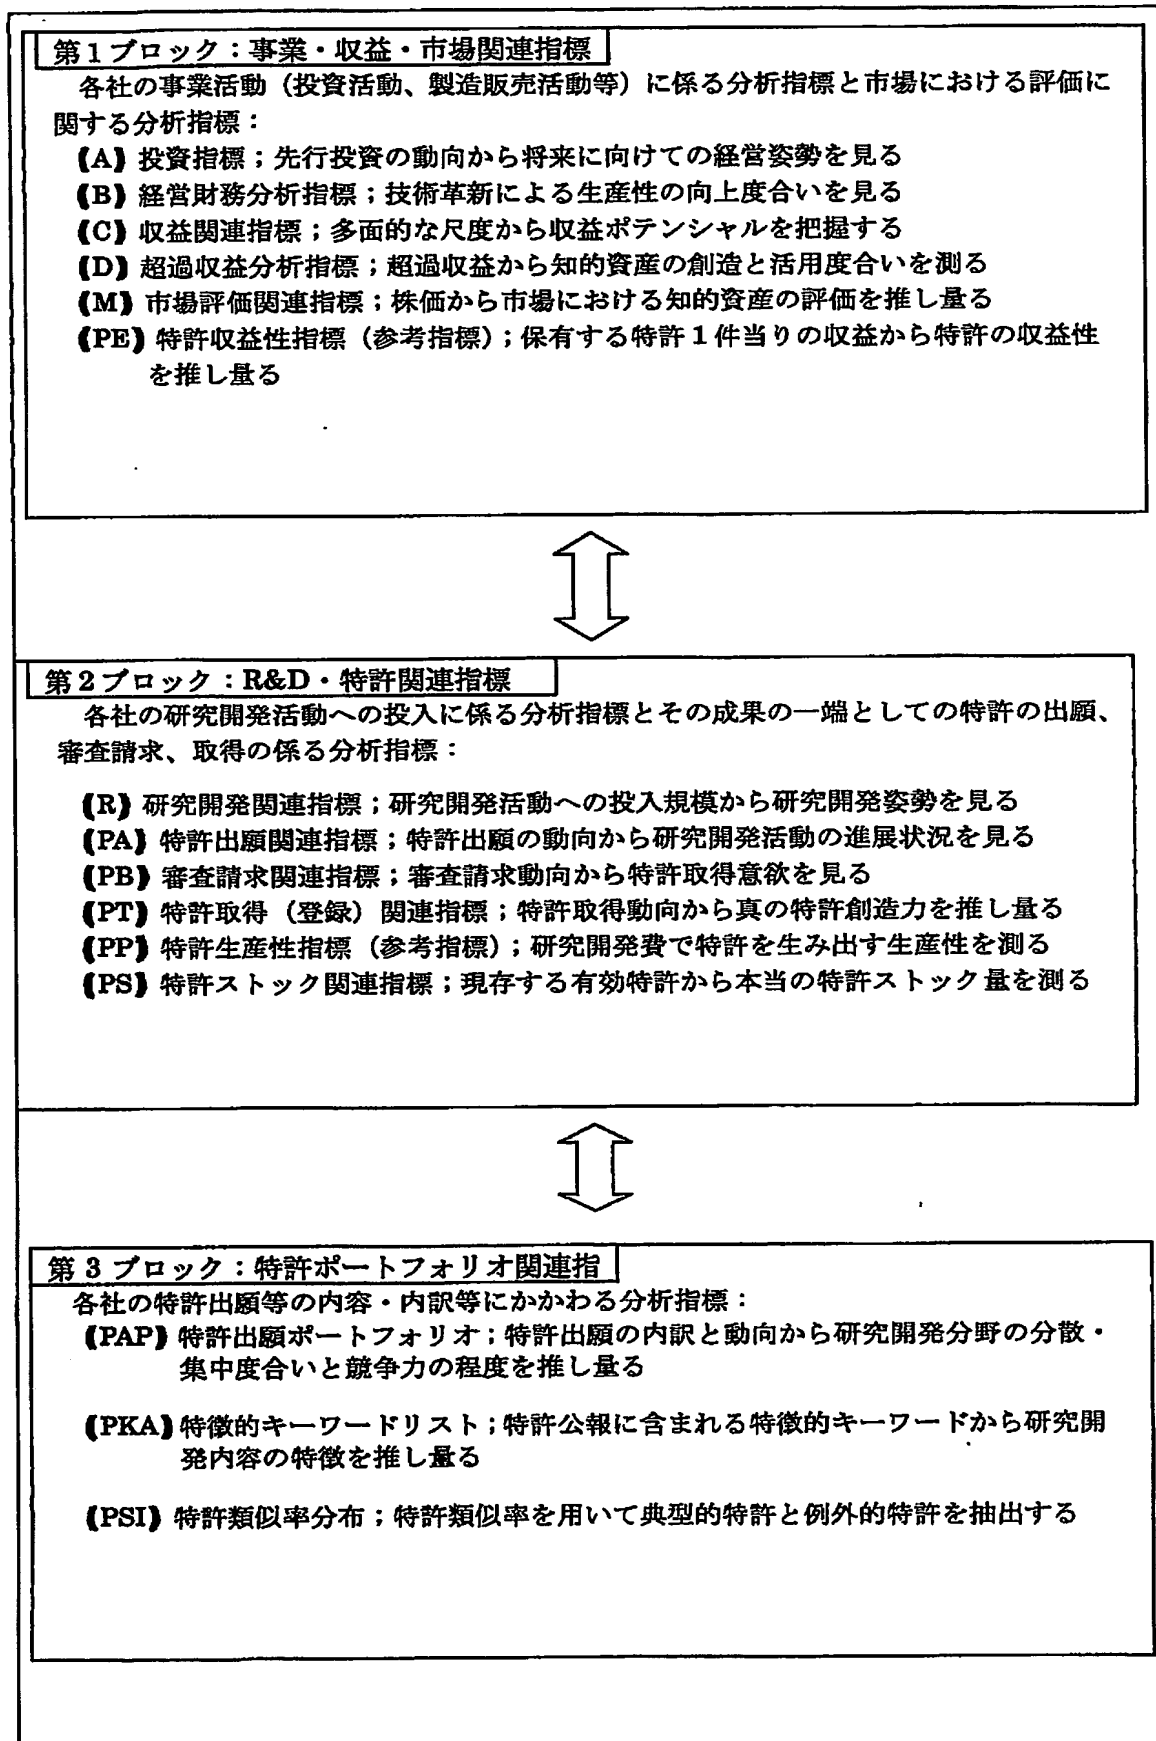 第1ブロック：事業・収益・市場関連指標
各社の事業活動（投資活動、製造販売活動等）に係る分析指標と市場における評価に
関する分析指標：
【A】投資指標；先行投資の動向から将来に向けての経営姿勢を見る
【B】経営財務分析指標；技術革新による生産性の向上度合いを見る
【C】収益関連指標；多面的な尺度から収益ポテンシャルを把握する
【D】超過収益分析指標；超過収益から知的資産の創造と活用度合いを測る
【M】市場評価関連指標；株価から市場における知的資産の評価を推し量る
【PE】特許収益性指標（参考指標）；保有する特許1件当りの収益から特許の収益性
を推し量る
第2ブロック：R&D・特許関連指標
各社の研究開発活動への投入に係る分析指標とその成果の一端としての特許の出願、
審査請求、取得の係る分析指標：
【R】研究開発関連指標；研究開発活動への投入規模から研究開発姿勢を見る
【PA】特許出願関連指標；特許出願の動向から研究開発活動の進展状況を見る
【PB】審査請求関連指標；審査請求動向から特許取得意欲を見る
【PT】特許取得（登録）関連指標；特許取得動向から真の特許創造力を推し量る
【PP】特許生産性指標（参考指標）；研究開発費で特許を生み出す生産性を測る
【PS】特許ストック関連指標；現存する有効特許から本当の特許ストック量を測る
第3ブロック：特許ポートフォリオ関連指
各社の特許出願等の内容・内訳等にかかわる分析指標：
【PAP】特許出願ポートフォリオ；特許出願の内訳と動向から研究開発分野の分散・
集中度合いと競争力の程度を推し量る
【PKA】特徴的キーワードリスト；特許公報に含まれる特徴的キーワードから研究開
発内容の特徴を推し量る
【PSI】特許類似率分布；特許類似率を用いて典型的特許と例外的特許を抽出する